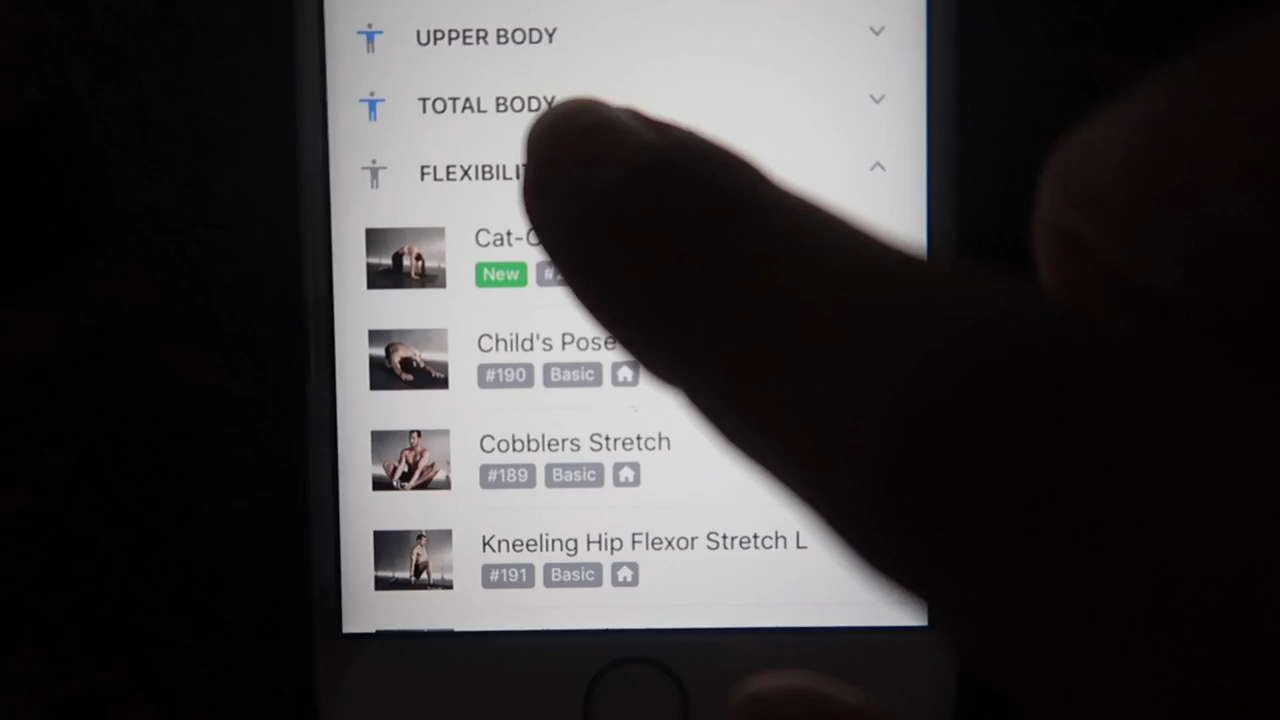 UPPER BODY
TOTAL BODY
Child's Pose
#190 Basic
Cobblers Stretch
#189 Basic
Kneeling Hip Flexor Stretch L
#191 Basic
New